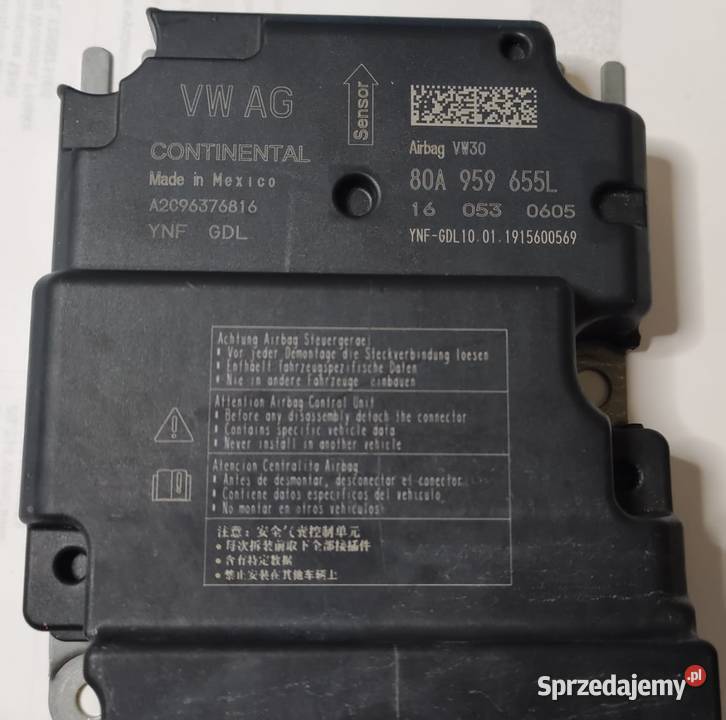 VW AG
Sensor
CONTINENTAL
Made in Mexico
A2C96376816
YNF GDL
Airbag VW30
80A 959 655L
16 053 0605
YNF-GDL10.01.1915600569
Achtung Airbag Steuergeraet
• Vor jeder Demontage die Steckverbindung loesen
• Enthaelt fahrzeugspezifische Daten
• Nie in andere Fahrzeuge einbauen
Attention Airbag Control Unit
• Before any disassembly detach the connector
• Contains specific vehicle data
• Never install in another vehicle
Atencion Centralita Airbag
• Antes de desmontar, desconectar el conector
• Contiene datos especificos del vehiculo
• No montar en otros vehiculos
注意：安全气囊控制单元
• 每次拆装前取下全部接插件
• 含有特定数据
• 禁止安装在其他车辆上
Sprzedajemy.pl